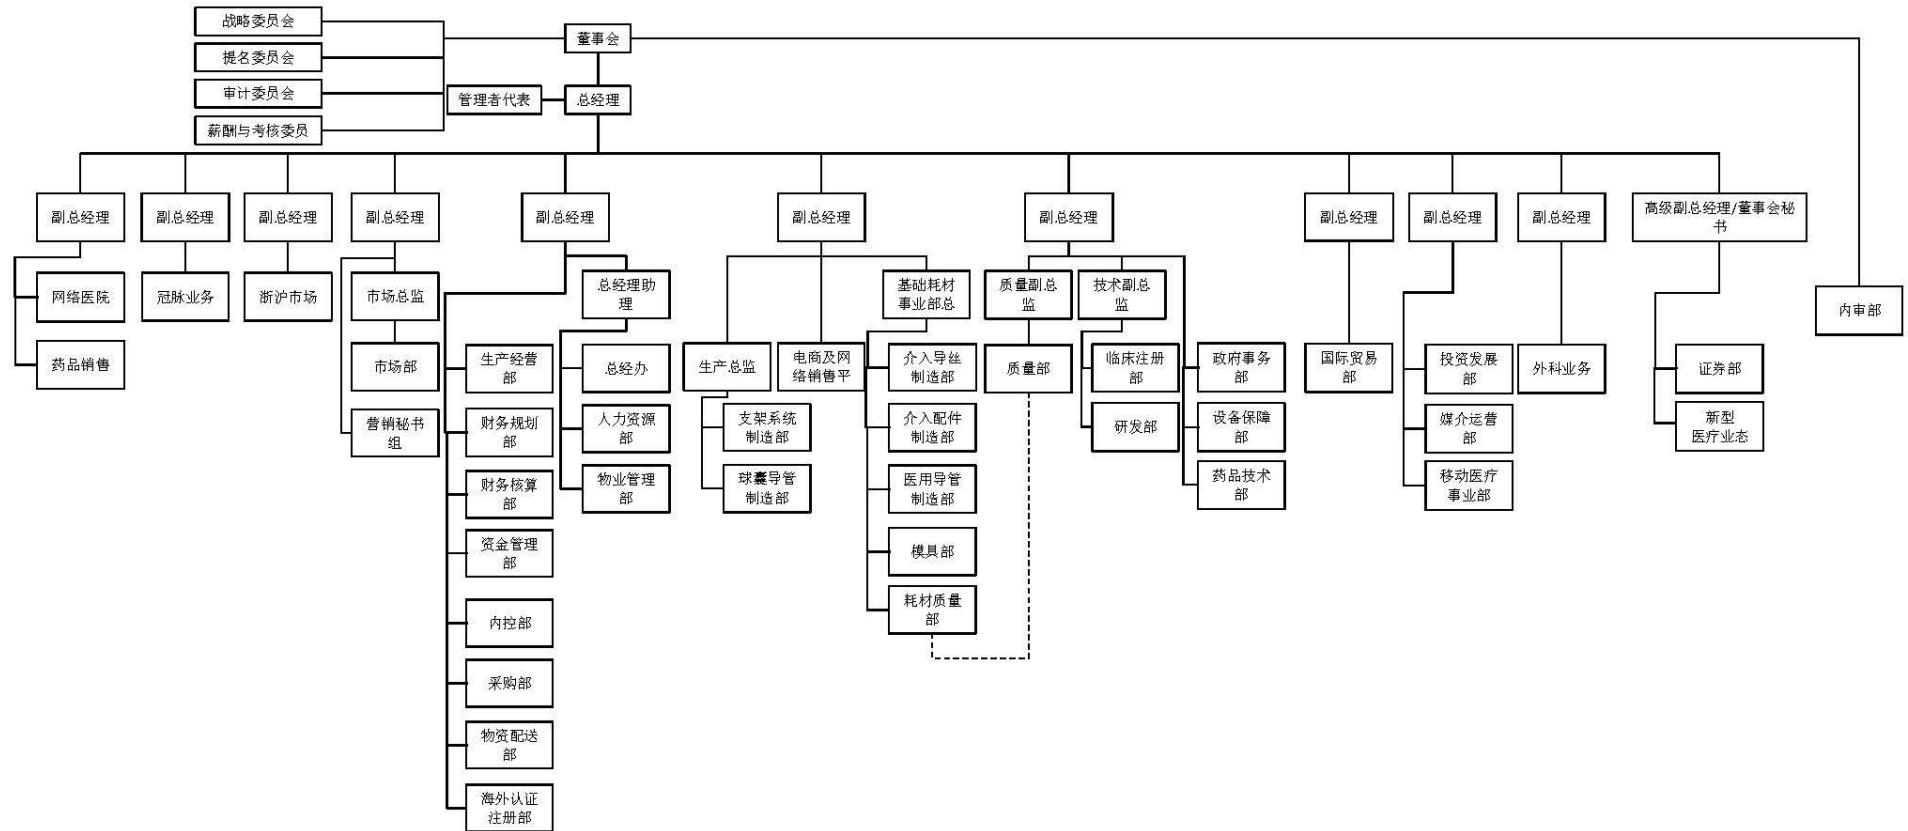 战略委员会
提名委员会
审计委员会
薪酬与考核委员
董事会
管理者代表
总经理
副总经理
副总经理
副总经理
副总经理
副总经理
副总经理
副总经理
副总经理
副总经理
副总经理
高级副总经理/董事会秘
书
网络医院
药品销售
冠脉业务
浙沪市场
市场总监
市场部
营销秘书
组
总经理助
理
生产经营
部
财务规划
部
财务核算
部
资金管理
部
内控部
采购部
物资配送
部
海外认证
注册部
总经办
人力资源
部
物业管理
部
生产总监
支架系统
制造部
球囊导管
制造部
电商及网
络销售平
基础耗材
事业部总
介入导丝
制造部
介入配件
制造部
医用导管
制造部
模具部
耗材质量
部
质量副总
监
质量部
技术副总
监
临床注册
部
研发部
政府事务
部
设备保障
部
药品技术
部
国际贸易
部
投资发展
部
媒介运营
部
移动医疗
事业部
外科业务
证券部
新型
医疗业态
内审部